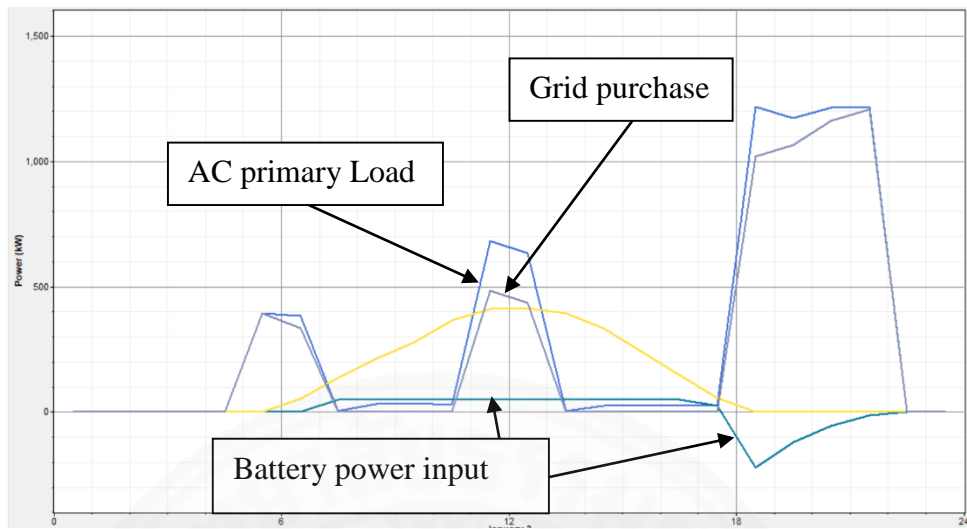 1,500
Grid purchase
AC primary Load
1,000
Power (kW)
500
0
Battery power input
0 6 12 18 24